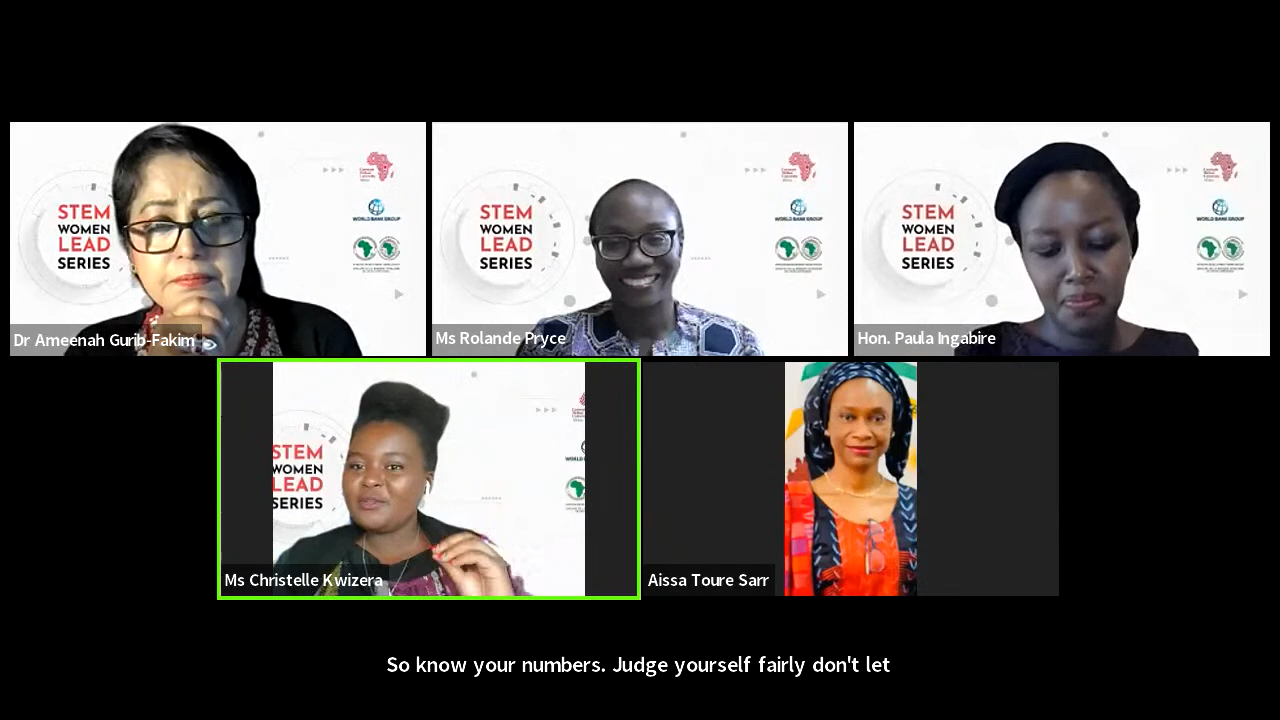 STEM
WOMEN
LEAD
SERIES
WORLD BANK GROUP
Dr Ameenah Gurib-Fakim
STEM
WOMEN
LEAD
SERIES
WORLD BANK GROUP
Ms Rolande Pryce
STEM
WOMEN
LEAD
SERIES
WORLD BANK GROUP
Hon. Paula Ingabire
STEM
WOMEN
LEAD
SERIES
Ms Christelle Kwizera
Aissa Toure Sarr
So know your numbers. Judge yourself fairly don't let